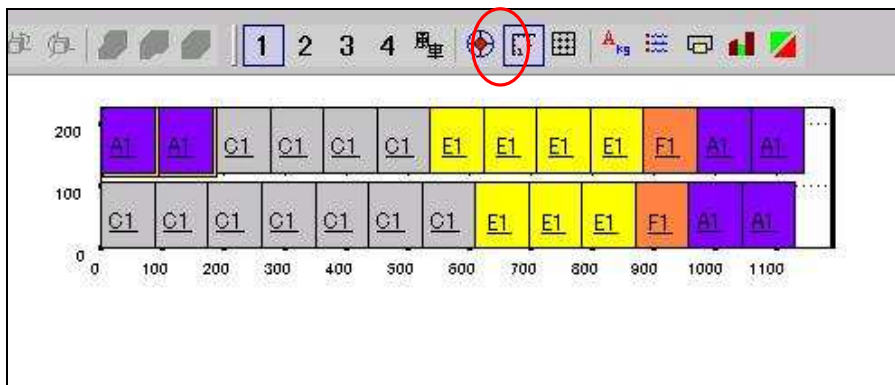 1 2 3 4 風車 A kg
200 A1 A1 C1 C1 C1 C1 E1 E1 E1 E1 F1 A1 A1
100 C1 C1 C1 C1 C1 C1 C1 E1 E1 E1 F1 A1 A1
0
0 100 200 300 400 500 600 700 800 900 1000 1100